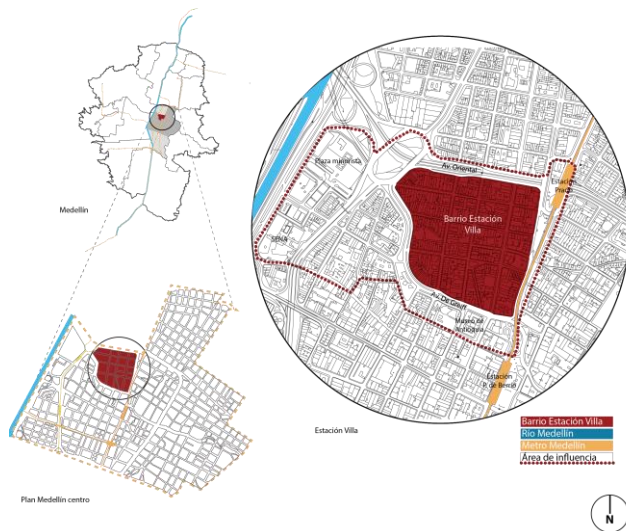 Medellín
Plan Medellín centro
Plaza minorista
Av. Oriental
Estación
Prado
Barrio Estación
Villa
SENA
Av. De Greiff
Museo de
Antioquia
Estación
P. de Berrio
Estación Villa
Barrio Estación Villa
Río Medellín
Metro Medellín
Área de influencia
N